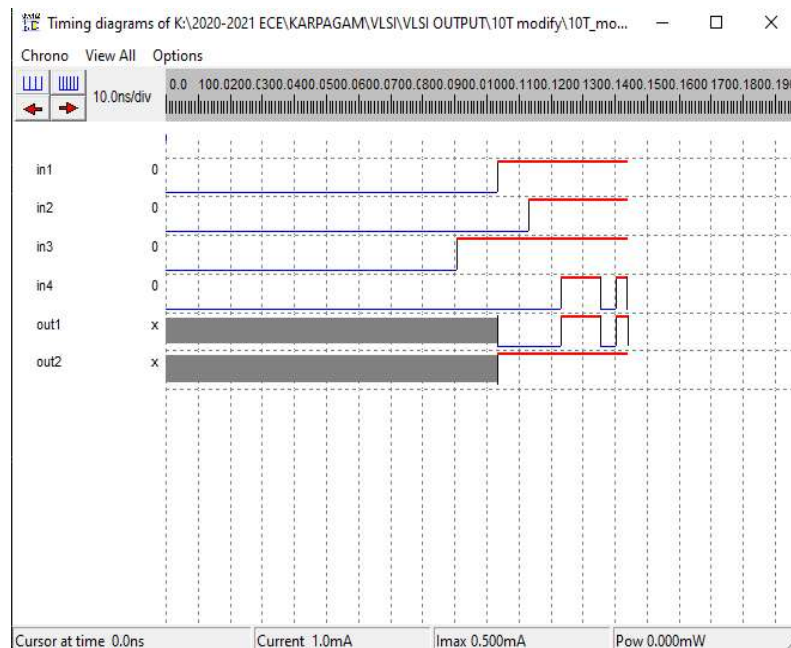 Timing diagrams of K:\2020-2021 ECE\KARPAGAM\VLSI\VLSI OUTPUT\10T modify\10T_mo...
Chrono View All Options
10.0ns/div
0.0 100.0200.0300.0400.0500.0600.0700.0800.0900.01000.1100.1200 1300.1400.1500.1600 1700.1800.19
in1 0
in2 0
in3 0
in4 0
out1 x
out2 x
Cursor at time 0.0ns Current 1.0mA Imax 0.500mA Pow 0.000mW